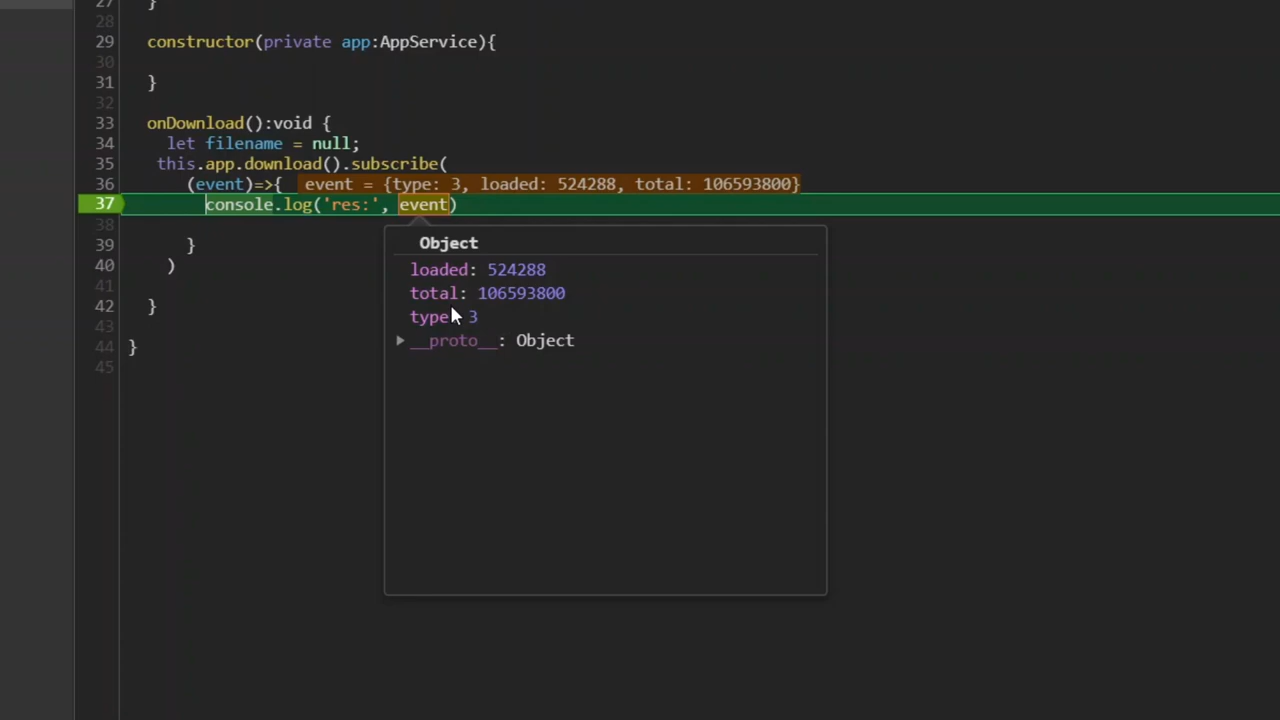 27 }
28
29 constructor(private app:AppService){
30
31 }
32
33 onDownload():void {
34 let filename = null;
35 this.app.download().subscribe(
36 (event)=>{ event = {type: 3, loaded: 524288, total: 106593800}
37 console.log('res:', event)
38
Object
39 }
loaded: 524288
40 )
total: 106593800
41
42 }
type: 3
43
__proto__: Object
44 }
45